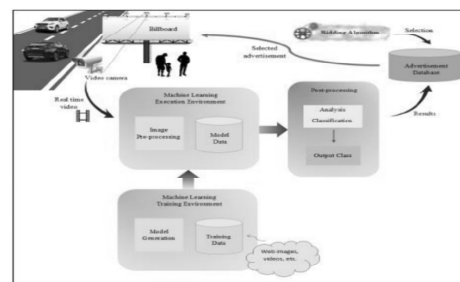 Billboard
Bidding Algorithm
Selection
Selected
advertisement
Advertisement
Database
Video camera
Real time
video
Machine Learning
Execution Environment
Image
Pre-processing
Model
Data
Post-processing
Analysis
Classification
Output Class
Results
Machine Learning
Training Environment
Model
Generation
Training
Data
Web images,
videos, etc.